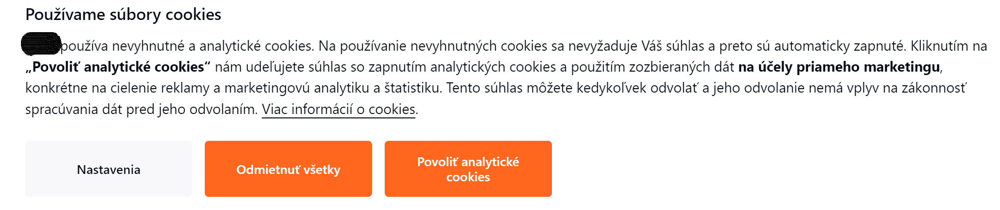 Používame súbory cookies
používa nevyhnutné a analytické cookies. Na používanie nevyhnutných cookies sa nevyžaduje Váš súhlas a preto sú automaticky zapnuté. Kliknutím na
„Povoliť analytické cookies“ nám udeľujete súhlas so zapnutím analytických cookies a použitím zozbieraných dát na účely priameho marketingu,
konkrétne na cielenie reklamy a marketingovú analytiku a štatistiku. Tento súhlas môžete kedykoľvek odvolať a jeho odvolanie nemá vplyv na zákonnosť
spracúvania dát pred jeho odvolaním. Viac informácií o cookies.
Nastavenia
Odmietnuť všetky
Povoliť analytické
cookies